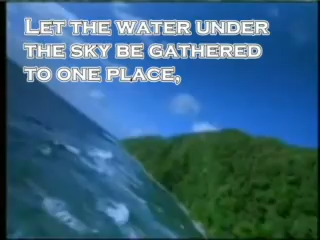 Let the water under
the sky be gathered
to one place,